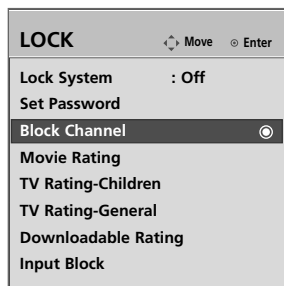 LOCK Move Enter
Lock System : Off
Set Password
Block Channel
Movie Rating
TV Rating-Children
TV Rating-General
Downloadable Rating
Input Block